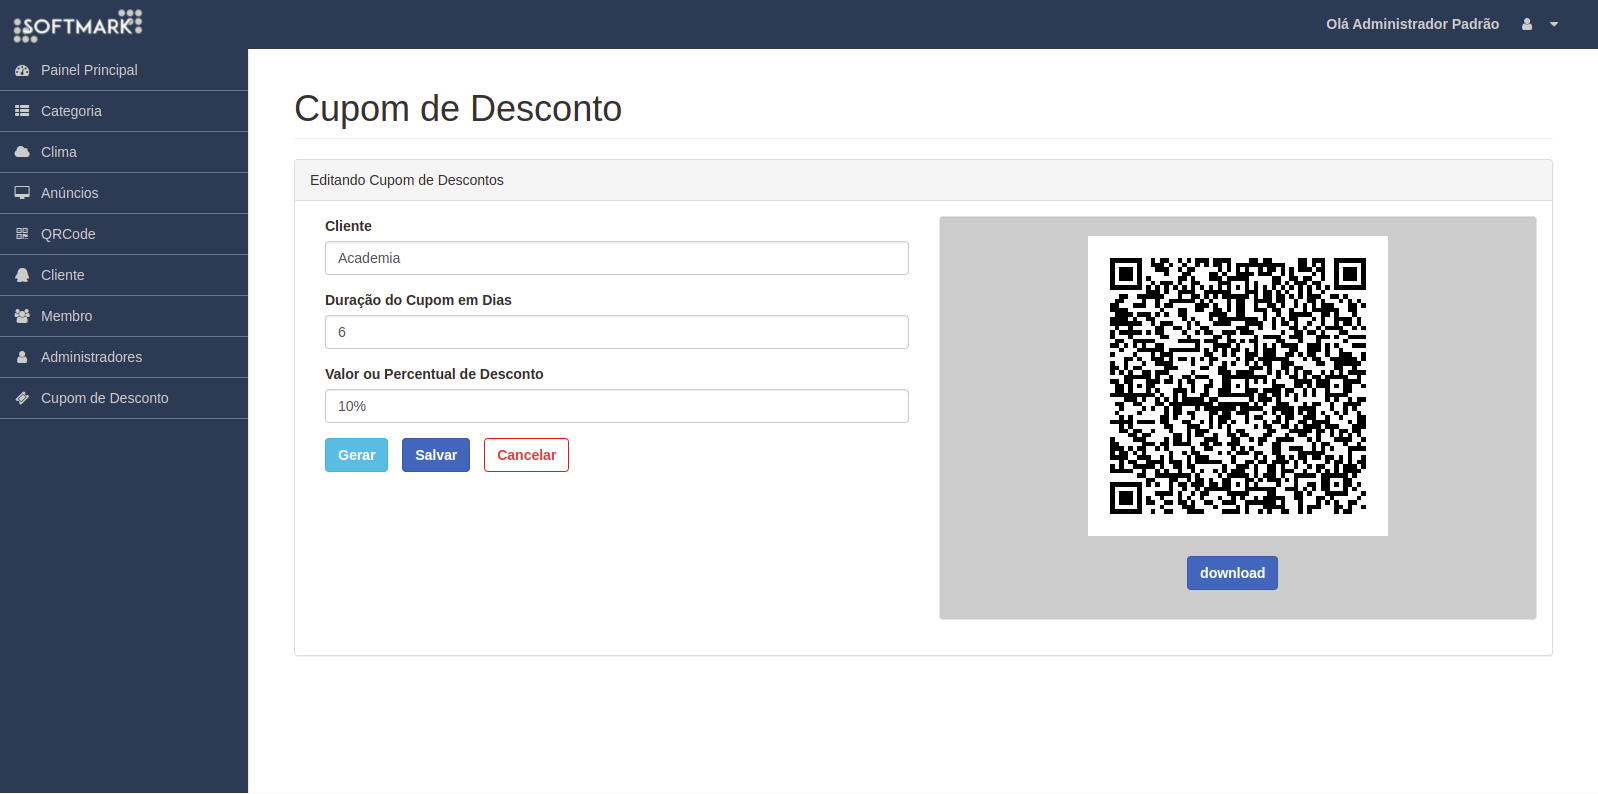 SOFTMARK
Olá Administrador Padrão
Painel Principal
Categoria
Clima
Anúncios
QRCode
Cliente
Membro
Administradores
Cupom de Desconto
Cupom de Desconto
Editando Cupom de Descontos
Cliente
Academia
Duração do Cupom em Dias
6
Valor ou Percentual de Desconto
10%
Gerar Salvar Cancelar
download